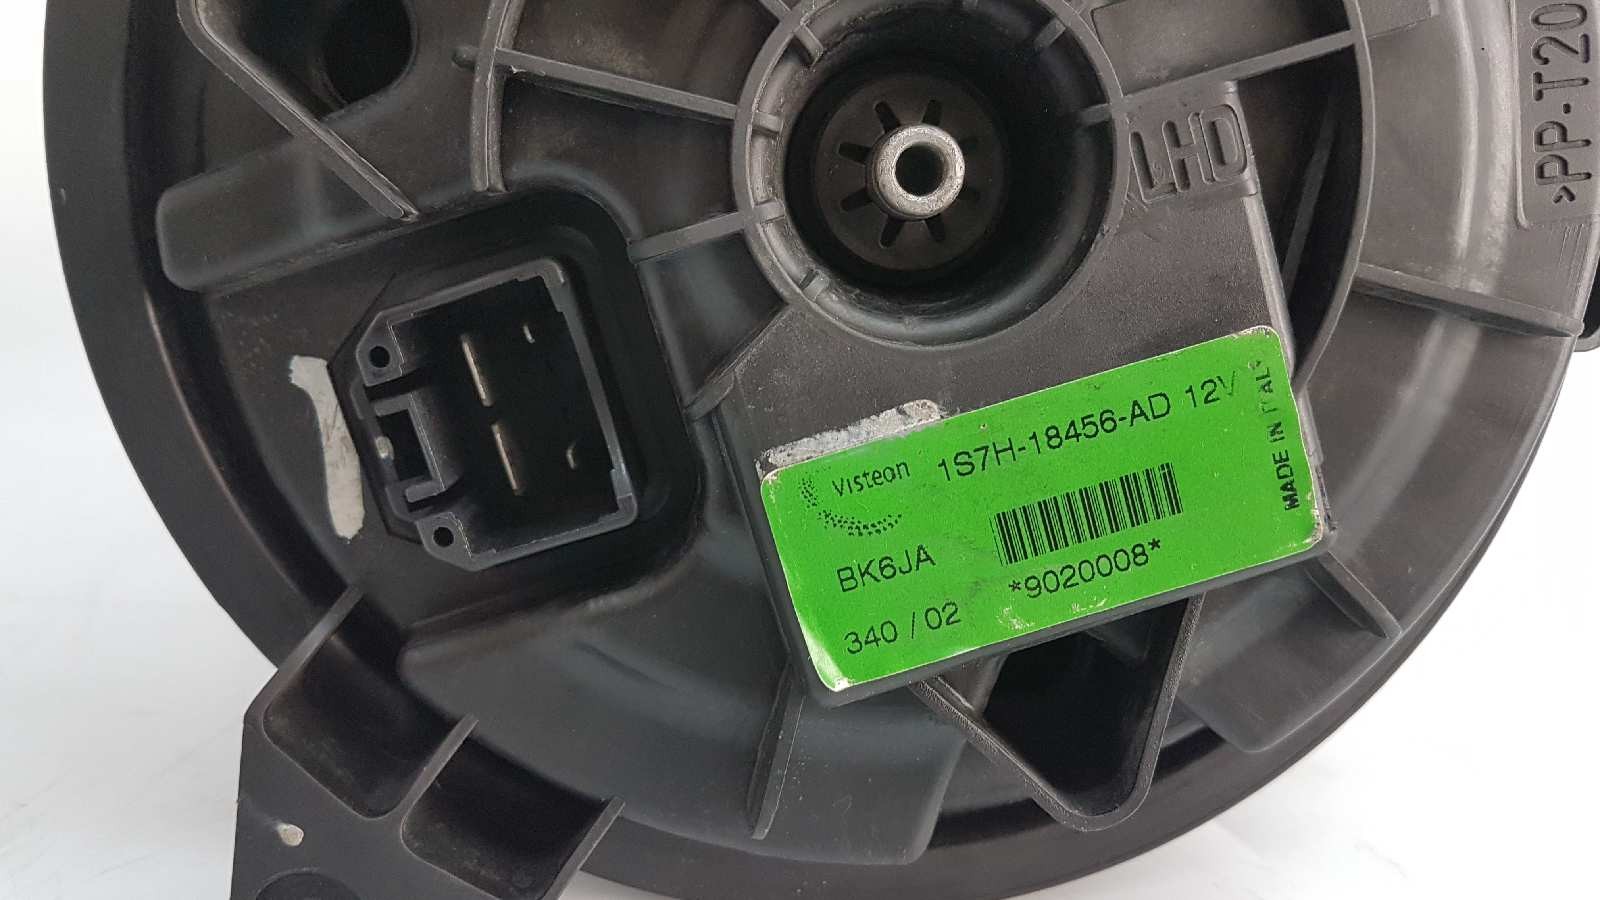 >PP-T20
LHD
Visteon 1S7H-18456-AD 12V
MADE IN ITALY
BK6JA
*9020008*
340 / 02